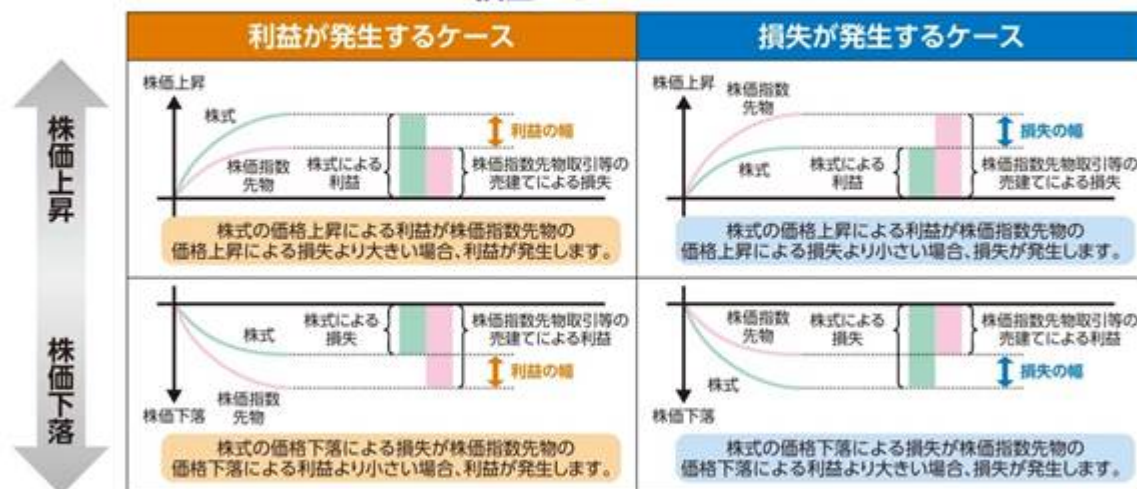 利益が発生するケース
損失が発生するケース
株価上昇
株価下落
株価上昇
株式
株価指数
先物
株式による
利益
利益の幅
株価指数先物取引等の
売建てによる損失
株式の価格上昇による利益が株価指数先物の
価格上昇による損失より大きい場合、利益が発生します。
株価上昇
株価指数
先物
株式
株式による
利益
損失の幅
株価指数先物取引等の
売建てによる損失
株式の価格上昇による利益が株価指数先物の
価格上昇による損失より小さい場合、損失が発生します。
株式
株式による
損失
株価指数先物取引等の
売建てによる利益
利益の幅
株価指数
先物
株価下落
株式の価格下落による損失が株価指数先物の
価格下落による利益より小さい場合、利益が発生します。
株価指数
先物
株式による
損失
株価指数先物取引等の
売建てによる利益
株式
損失の幅
株価下落
株式の価格下落による損失が株価指数先物の
価格下落による利益より大きい場合、損失が発生します。